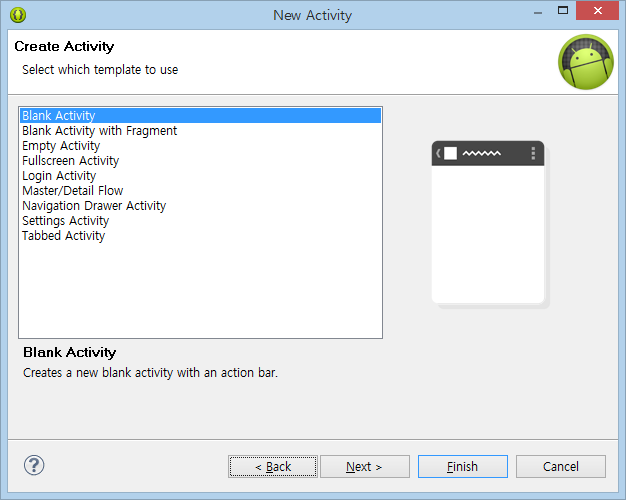 New Activity
Create Activity
Select which template to use
Blank Activity
Blank Activity with Fragment
Empty Activity
Fullscreen Activity
Login Activity
Master/Detail Flow
Navigation Drawer Activity
Settings Activity
Tabbed Activity
Blank Activity
Creates a new blank activity with an action bar.
< Back Next > Finish Cancel